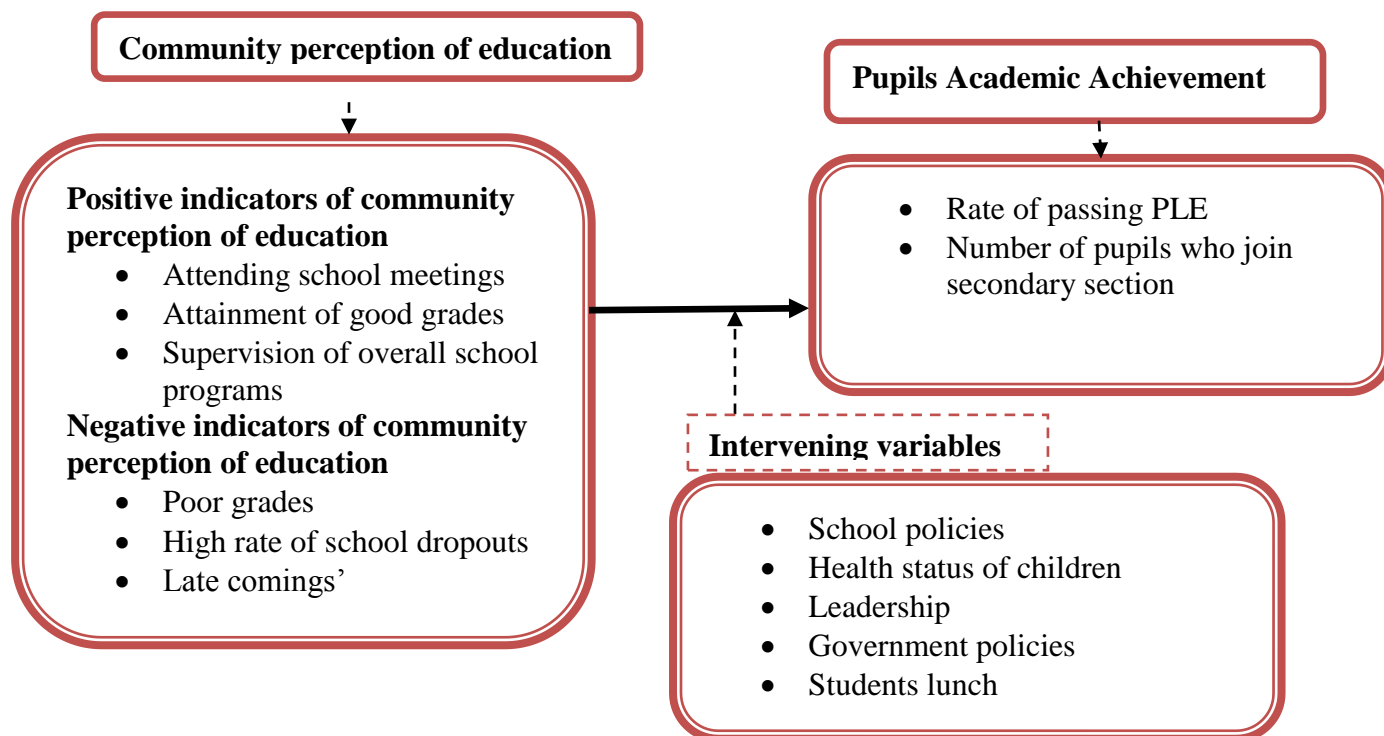 Community perception of education
Pupils Academic Achievement
Positive indicators of community
perception of education
• Attending school meetings
• Attainment of good grades
• Supervision of overall school
programs
Negative indicators of community
perception of education
• Poor grades
• High rate of school dropouts
• Late comings’
• Rate of passing PLE
• Number of pupils who join
secondary section
Intervening variables
• School policies
• Health status of children
• Leadership
• Government policies
• Students lunch